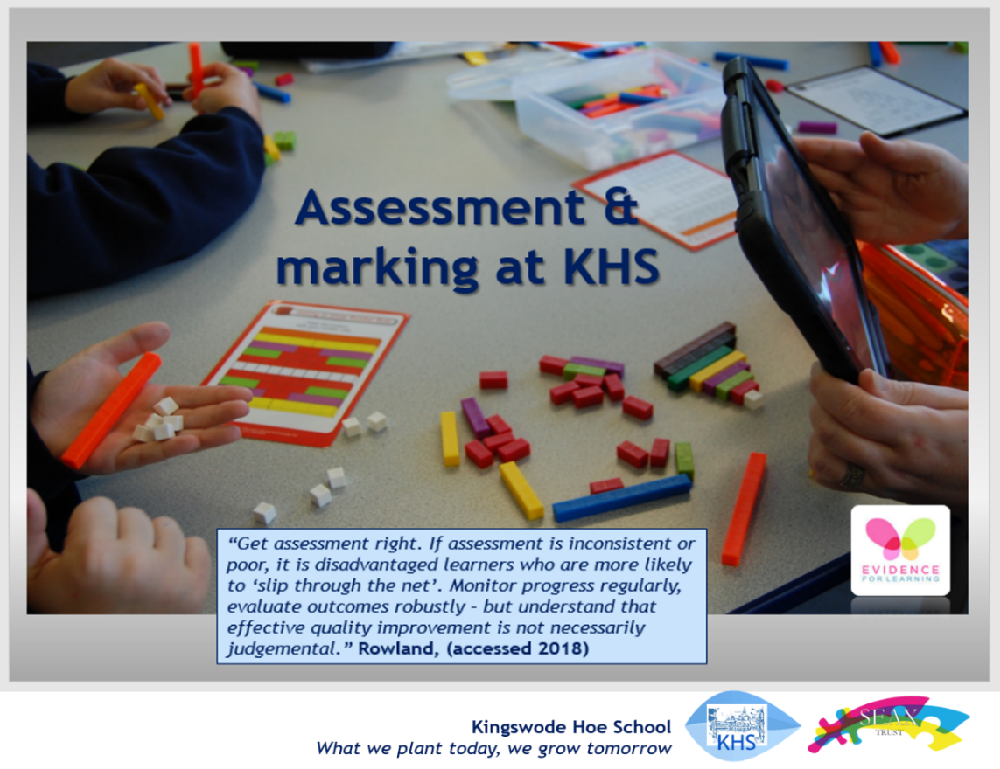 Assessment &
marking at KHS
“Get assessment right. If assessment is inconsistent or
poor, it is disadvantaged learners who are more likely
to ‘slip through the net’. Monitor progress regularly,
evaluate outcomes robustly – but understand that
effective quality improvement is not necessarily
judgemental.” Rowland, (accessed 2018)
EVIDENCE
FOR LEARNING
Kingswode Hoe School
What we plant today, we grow tomorrow
KHS
SEAX
TRUST